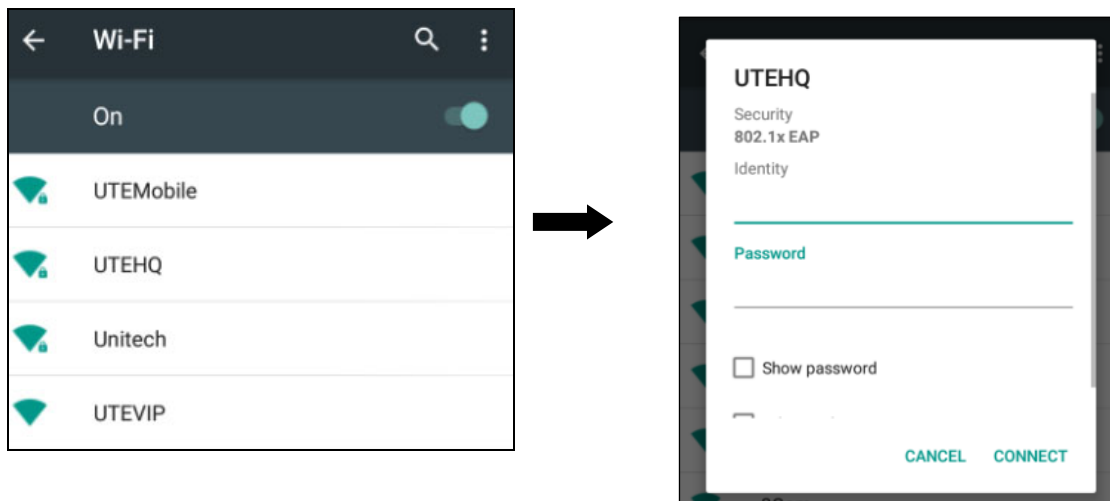 Wi-Fi
On
UTEMobile
UTEHQ
Unitech
UTEVIP
UTEHQ
Security
802.1x EAP
Identity
Password
Show password
CANCEL CONNECT